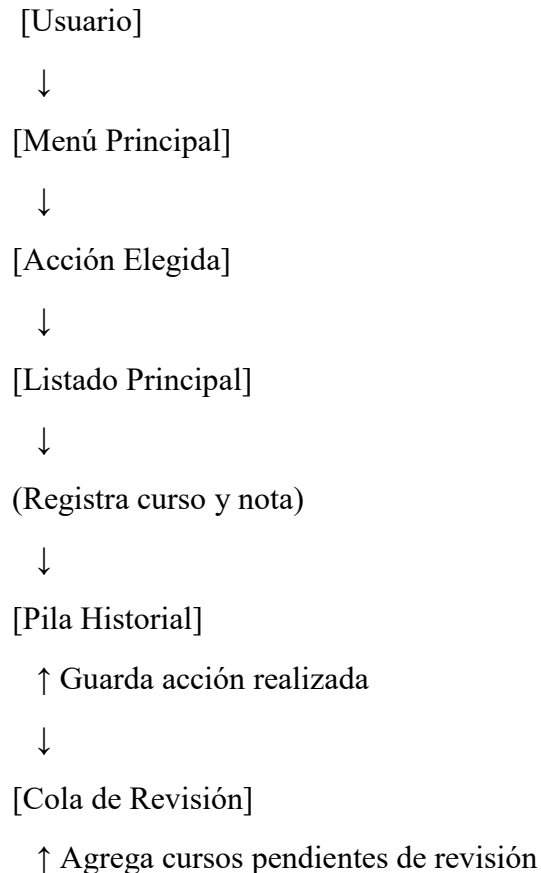 [Usuario]
↓
[Menú Principal]
↓
[Acción Elegida]
↓
[Listado Principal]
↓
(Registra curso y nota)
↓
[Pila Historial]
↑ Guarda acción realizada
↓
[Cola de Revisión]
↑ Agrega cursos pendientes de revisión